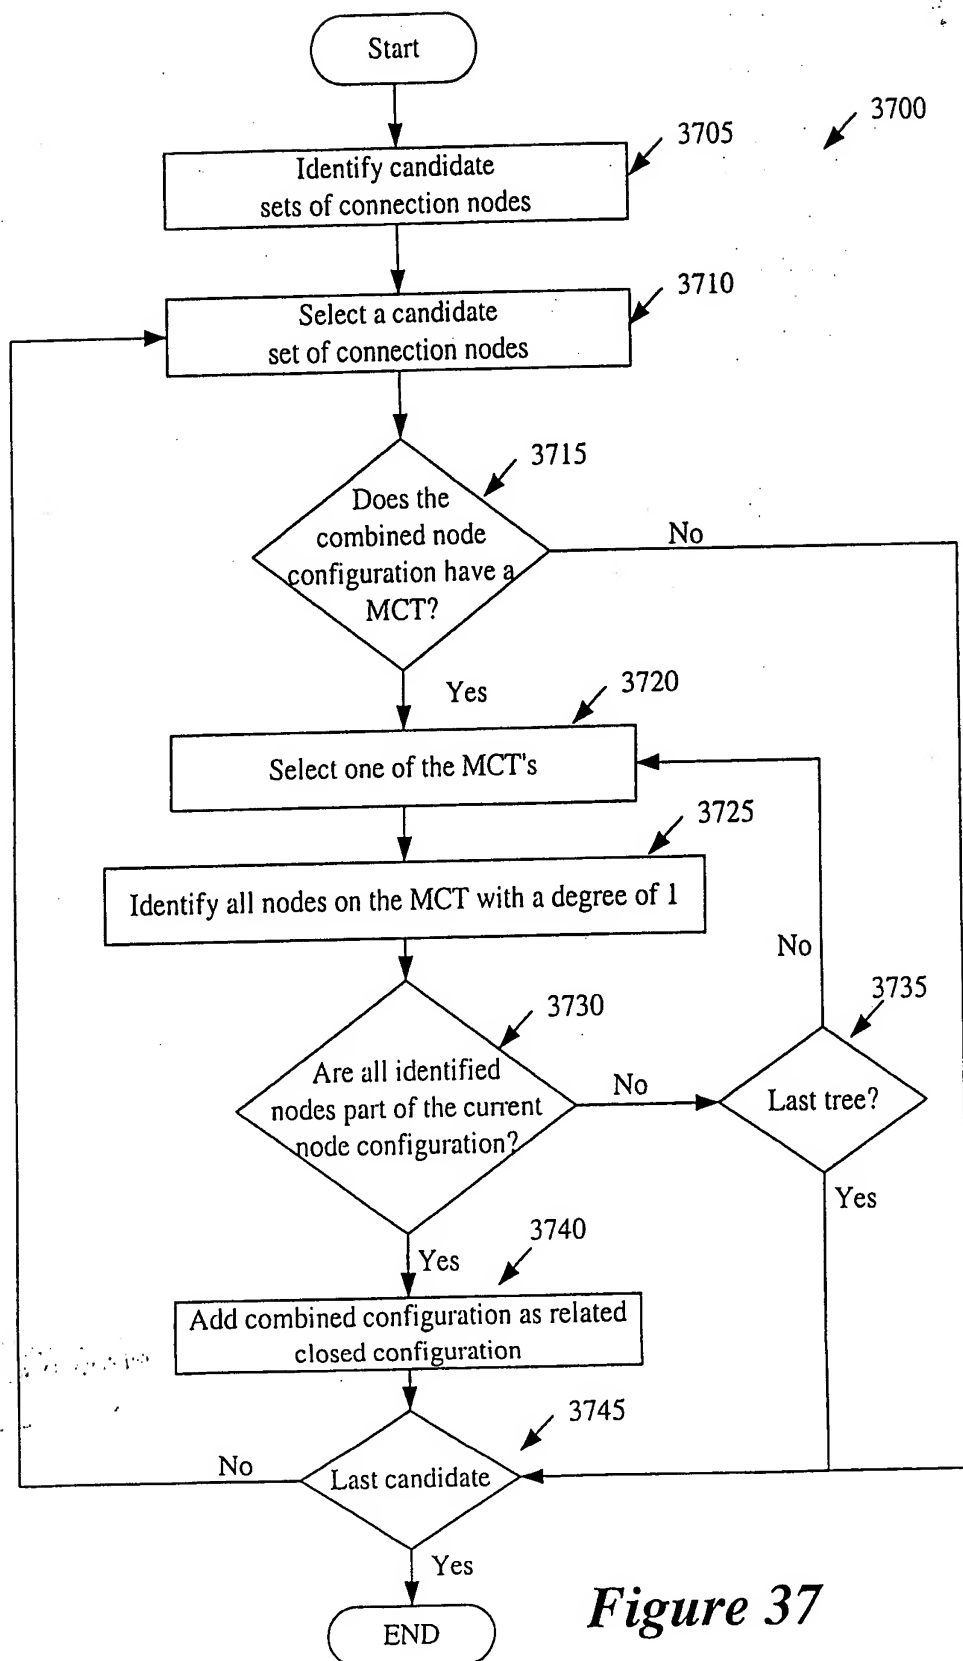 Start
3700
3705
Identify candidate
sets of connection nodes
3710
Select a candidate
set of connection nodes
3715
Does the
combined node
configuration have a
MCT?
No
Yes
3720
Select one of the MCT's
3725
Identify all nodes on the MCT with a degree of 1
No
3735
3730
Are all identified
nodes part of the current
node configuration?
No
Last tree?
Yes
3740
Yes
Add combined configuration as related
closed configuration
3745
No
Last candidate
Yes
END
Figure 37